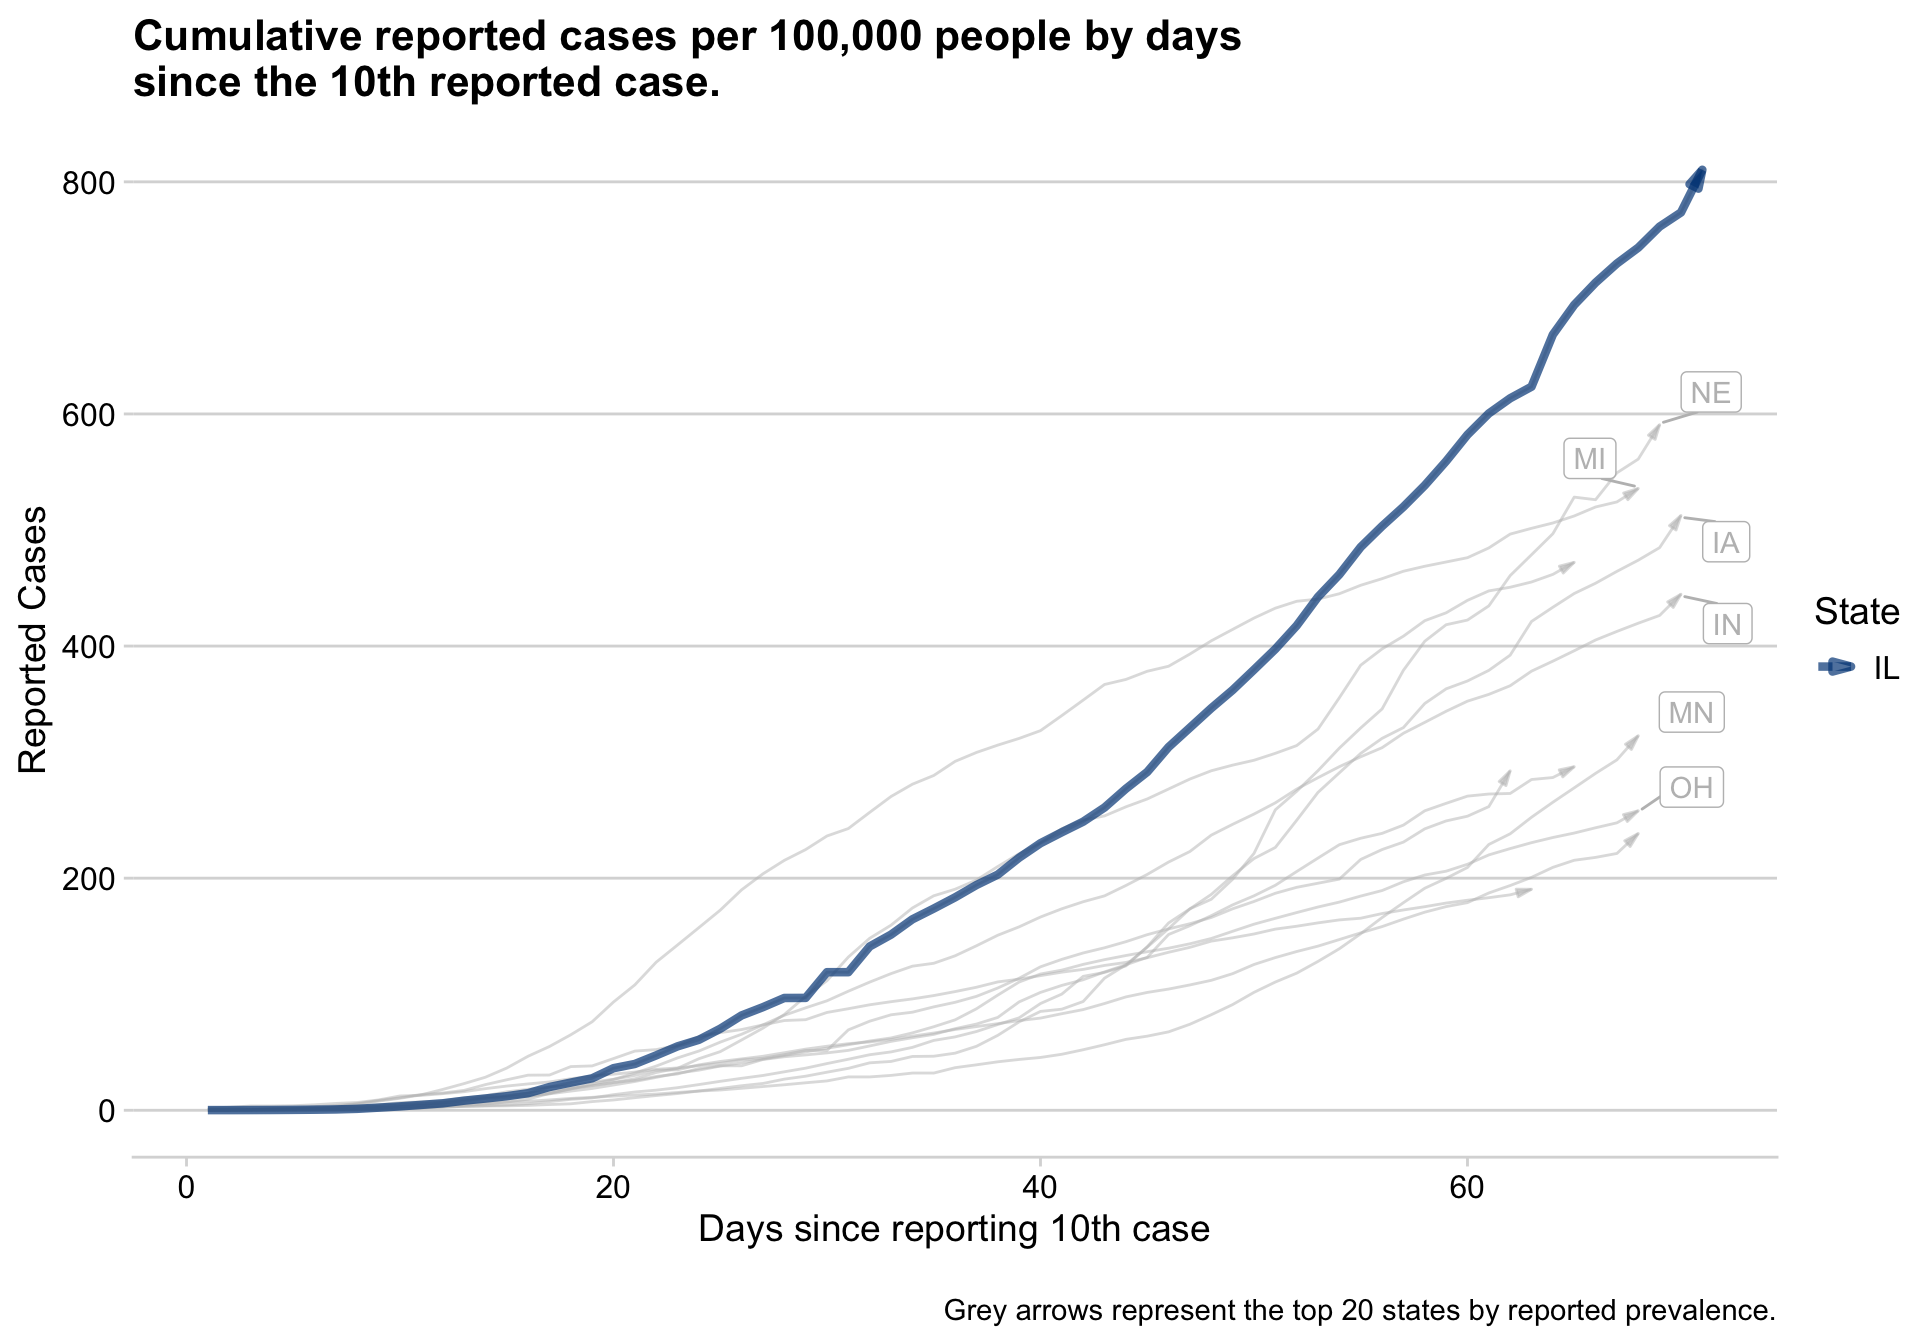 Cumulative reported cases per 100,000 people by days
since the 10th reported case.
800
600
400
200
0
Reported Cases
NE
MI
IA
IN
MN
OH
State
IL
0
20
40
60
Days since reporting 10th case
Grey arrows represent the top 20 states by reported prevalence.